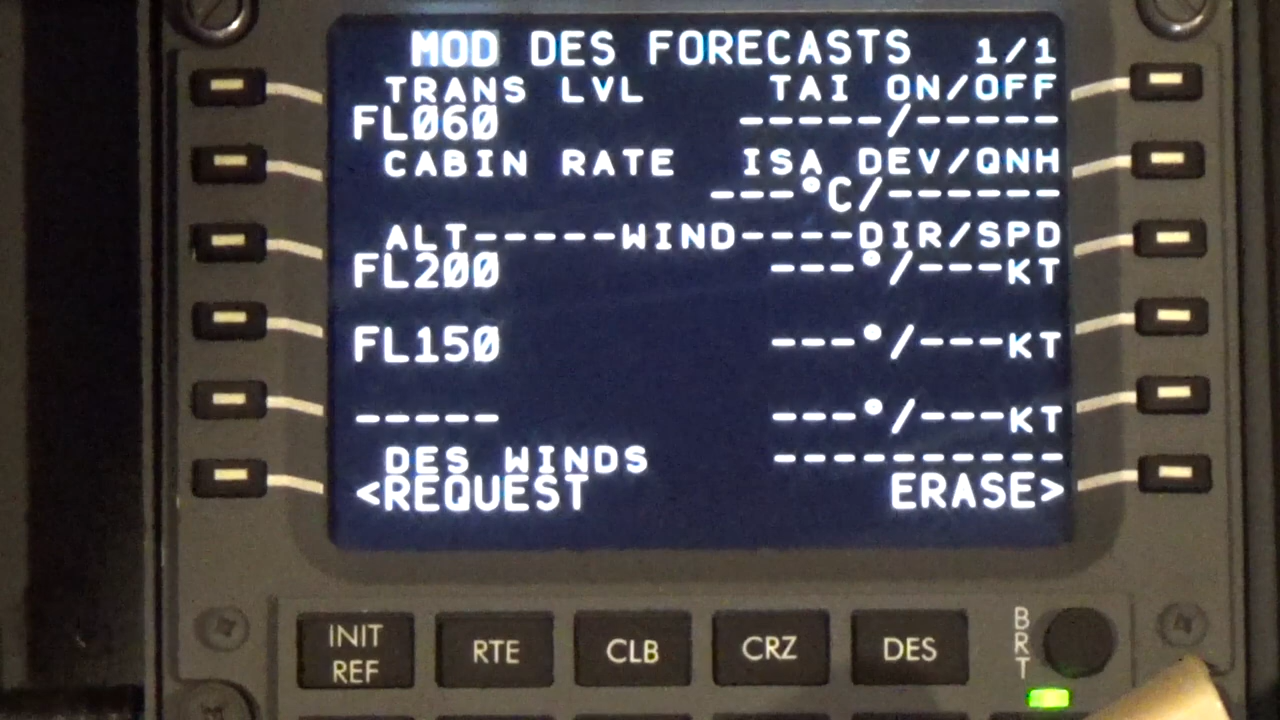 MOD DES FORECASTS 1/1
TRANS LVL TAI ON/OFF
FL060 -----/-----
CABIN RATE ISA DEV/QNH
---°C/------
ALT-----WIND----DIR/SPD
FL200 ---°/---KT
FL150 ---°/---KT
----- ---°/---KT
DES WINDS ----------
<REQUEST ERASE>
INIT REF RTE CLB CRZ DES BRT